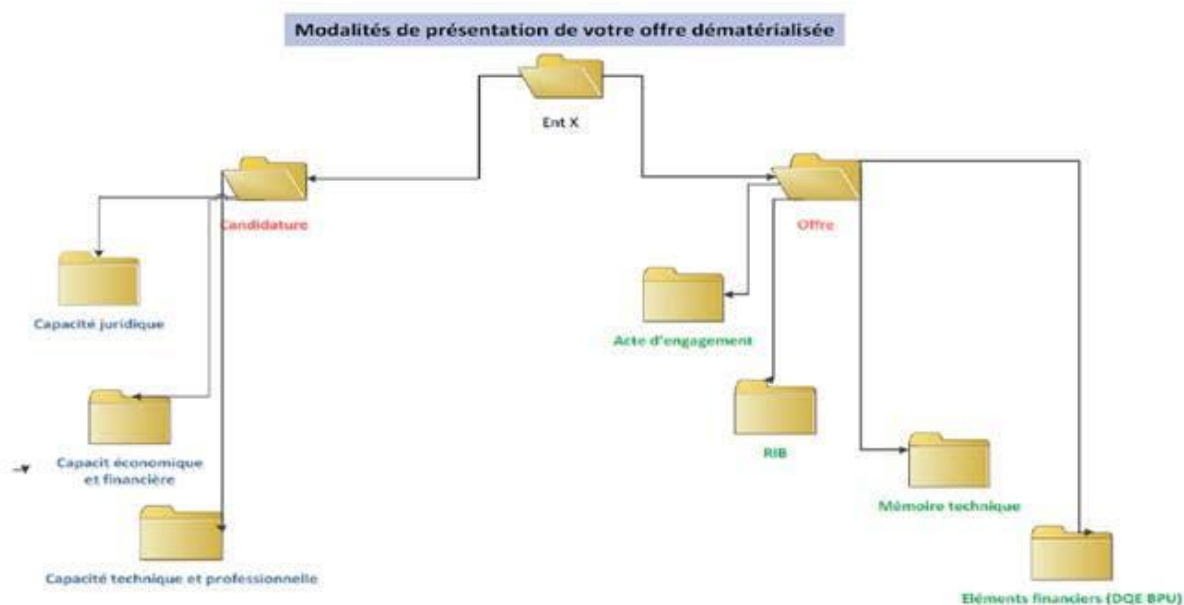 Modalités de présentation de votre offre dématérialisée
Ent X
Candidature
Offre
Capacité juridique
Acte d'engagement
Capacit économique
et financière
RIB
Mémoire technique
Capacité technique et professionnelle
Eléments financiers (DQE BPU)